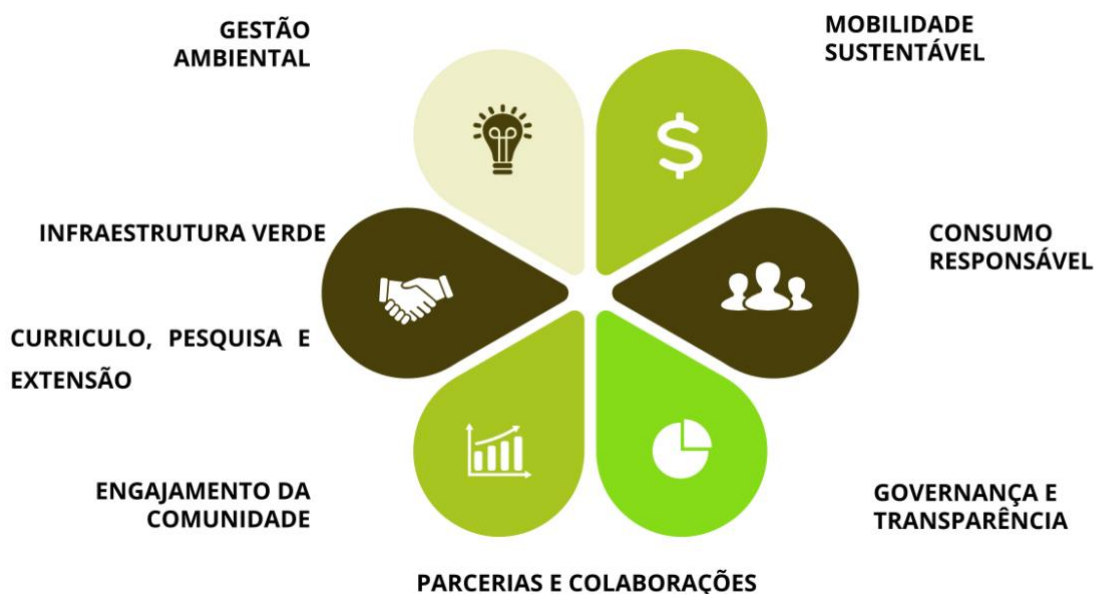 GESTÃO
AMBIENTAL
MOBILIDADE
SUSTENTÁVEL
INFRAESTRUTURA VERDE
CONSUMO
RESPONSÁVEL
CURRICULO, PESQUISA E
EXTENSÃO
ENGAJAMENTO DA
COMUNIDADE
GOVERNANÇA E
TRANSPARÊNCIA
PARCERIAS E COLABORAÇÕES
$